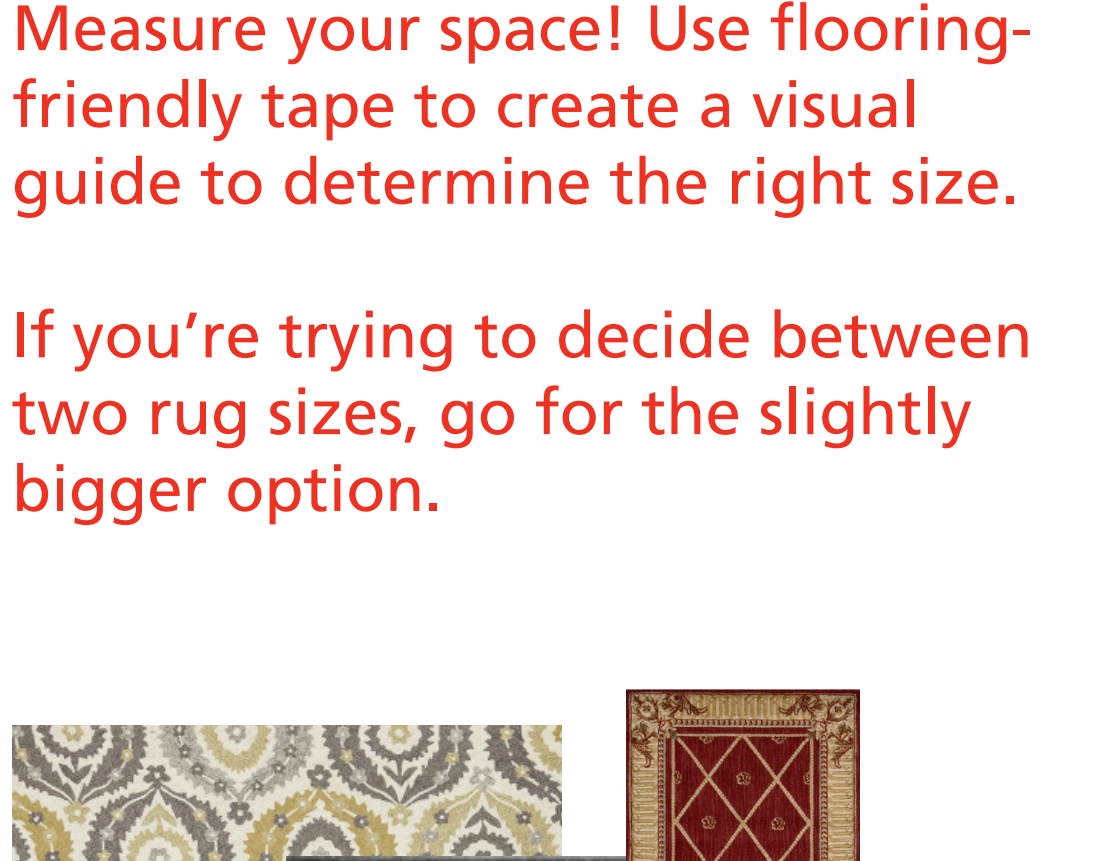 Measure your space! Use flooring-
friendly tape to create a visual
guide to determine the right size.
If you’re trying to decide between
two rug sizes, go for the slightly
bigger option.